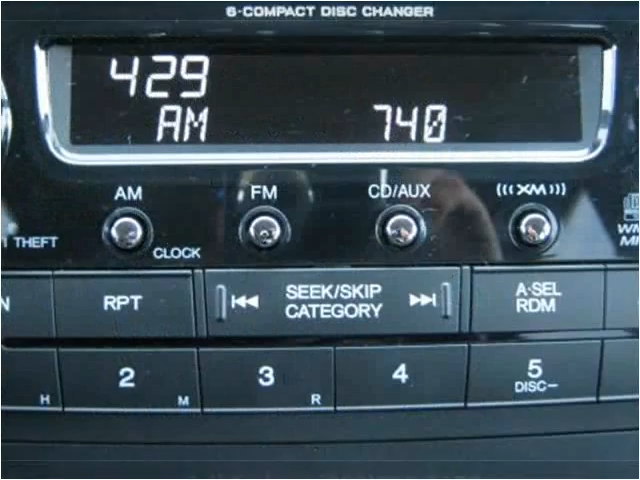 6-COMPACT DISC CHANGER
429
AM 740
AM FM CD/AUX (((XM)))
THEFT CLOCK
RPT SEEK/SKIP CATEGORY A·SEL RDM
H 2 M 3 R 4 5 DISC–